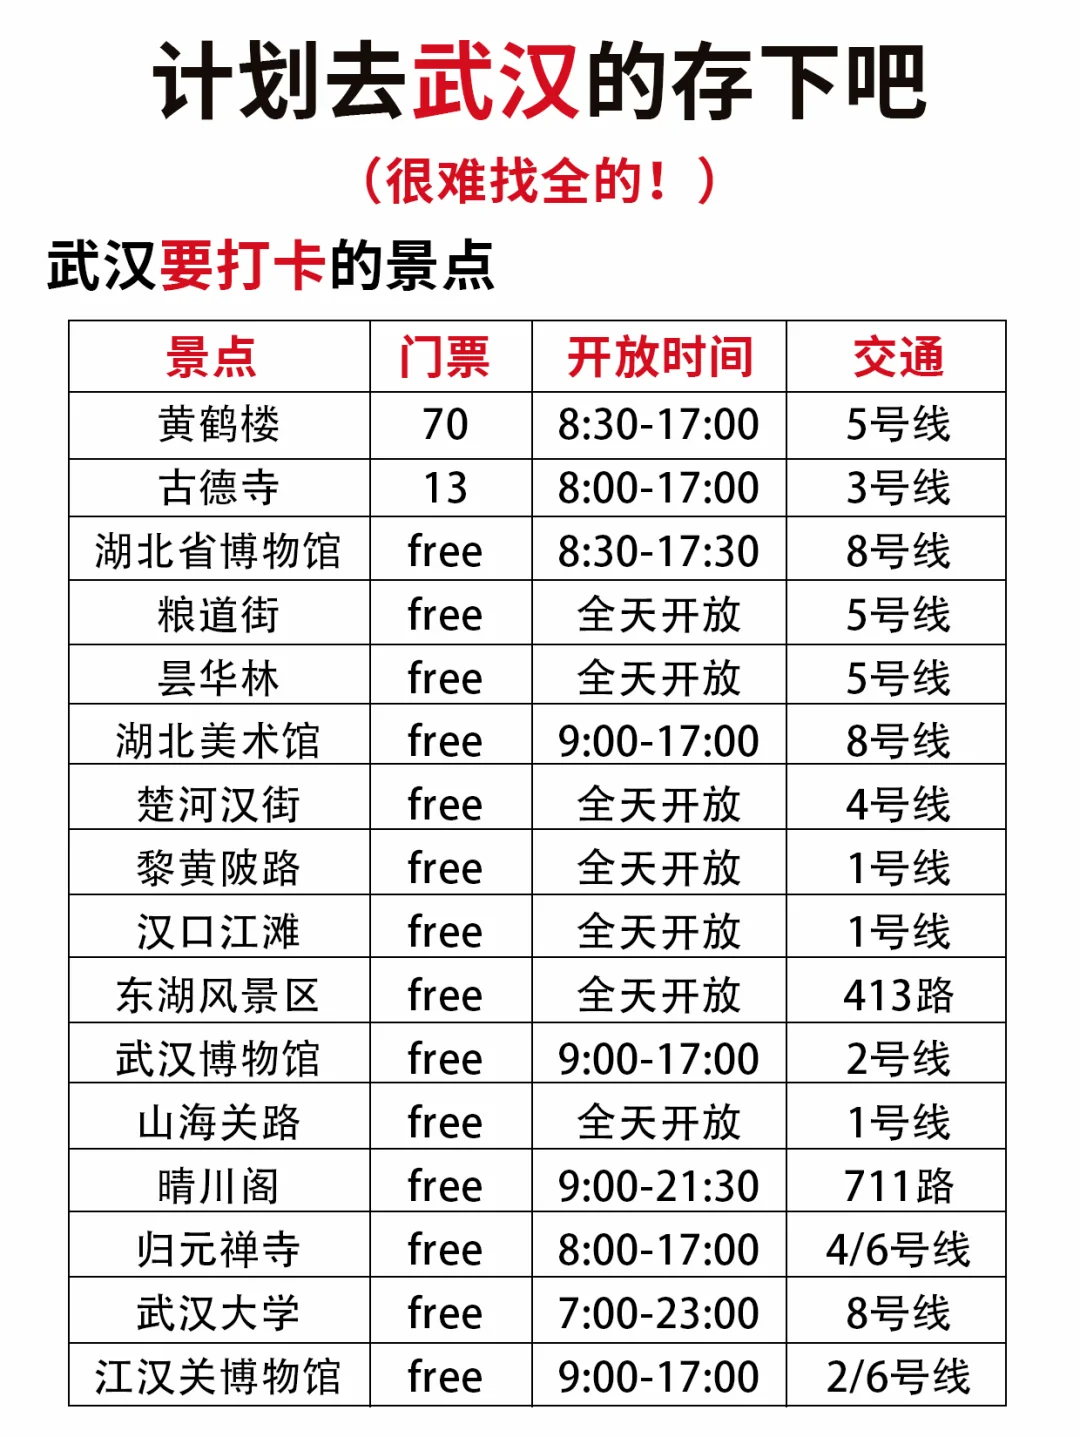 计划去武汉的存下吧
（很难找全的！）
武汉要打卡的景点
景点 门票 开放时间 交通
黄鹤楼 70 8:30-17:00 5号线
古德寺 13 8:00-17:00 3号线
湖北省博物馆 free 8:30-17:30 8号线
粮道街 free 全天开放 5号线
昙华林 free 全天开放 5号线
湖北美术馆 free 9:00-17:00 8号线
楚河汉街 free 全天开放 4号线
黎黄陂路 free 全天开放 1号线
汉口江滩 free 全天开放 1号线
东湖风景区 free 全天开放 413路
武汉博物馆 free 9:00-17:00 2号线
山海关路 free 全天开放 1号线
晴川阁 free 9:00-21:30 711路
归元禅寺 free 8:00-17:00 4/6号线
武汉大学 free 7:00-23:00 8号线
江汉关博物馆 free 9:00-17:00 2/6号线